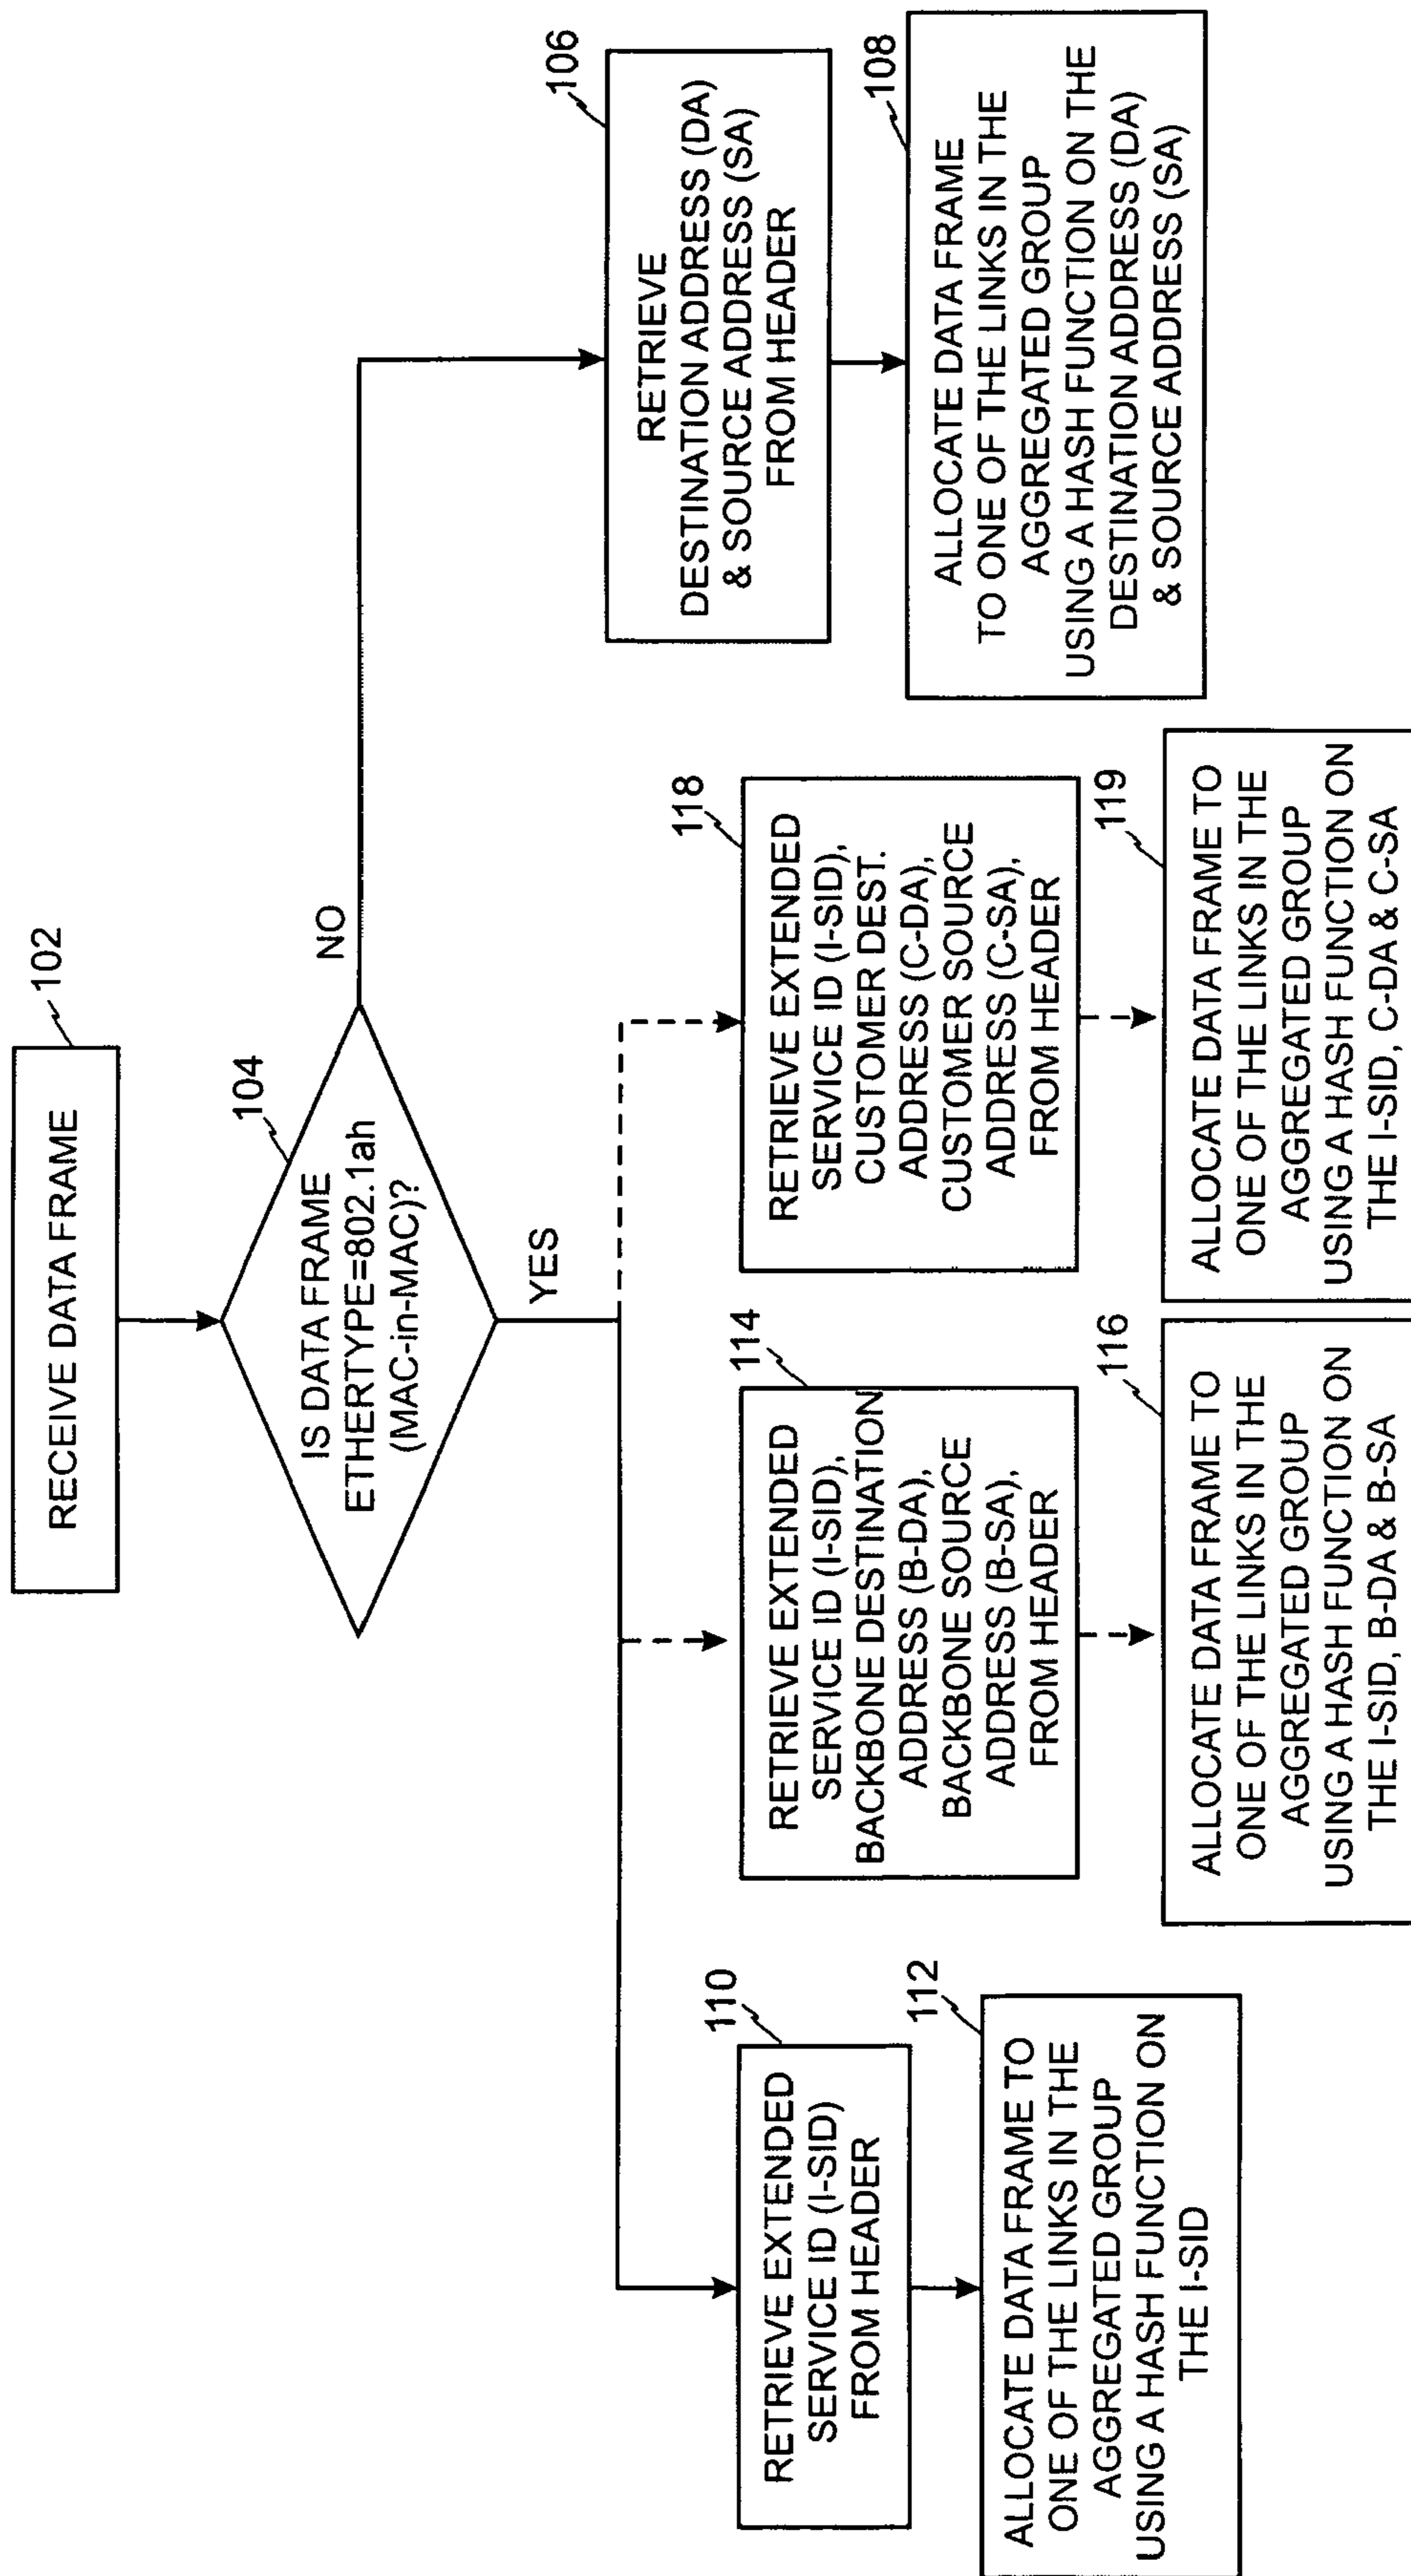 RECEIVE DATA FRAME
102
IS DATA FRAME
ETHERTYPE=802.1ah
(MAC-in-MAC)?
104
NO
YES
RETRIEVE
DESTINATION ADDRESS (DA)
& SOURCE ADDRESS (SA)
FROM HEADER
106
ALLOCATE DATA FRAME
TO ONE OF THE LINKS IN THE
AGGREGATED GROUP
USING A HASH FUNCTION ON THE
DESTINATION ADDRESS (DA)
& SOURCE ADDRESS (SA)
108
RETRIEVE EXTENDED
SERVICE ID (I-SID)
FROM HEADER
110
ALLOCATE DATA FRAME TO
ONE OF THE LINKS IN THE
AGGREGATED GROUP
USING A HASH FUNCTION ON
THE I-SID
112
RETRIEVE EXTENDED
SERVICE ID (I-SID),
BACKBONE DESTINATION
ADDRESS (B-DA),
BACKBONE SOURCE
ADDRESS (B-SA),
FROM HEADER
114
ALLOCATE DATA FRAME TO
ONE OF THE LINKS IN THE
AGGREGATED GROUP
USING A HASH FUNCTION ON
THE I-SID, B-DA & B-SA
116
RETRIEVE EXTENDED
SERVICE ID (I-SID),
CUSTOMER DEST.
ADDRESS (C-DA),
CUSTOMER SOURCE
ADDRESS (C-SA),
FROM HEADER
118
ALLOCATE DATA FRAME TO
ONE OF THE LINKS IN THE
AGGREGATED GROUP
USING A HASH FUNCTION ON
THE I-SID, C-DA & C-SA
119